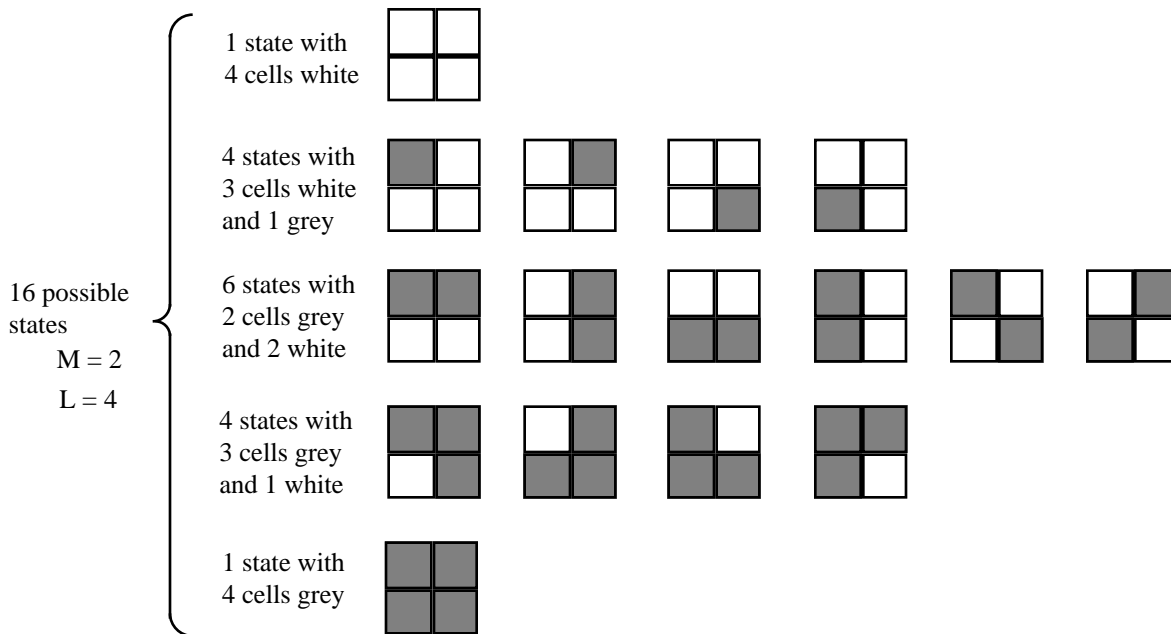 1 state with
4 cells white
4 states with
3 cells white
and 1 grey
16 possible
states
M = 2
L = 4
6 states with
2 cells grey
and 2 white
4 states with
3 cells grey
and 1 white
1 state with
4 cells grey